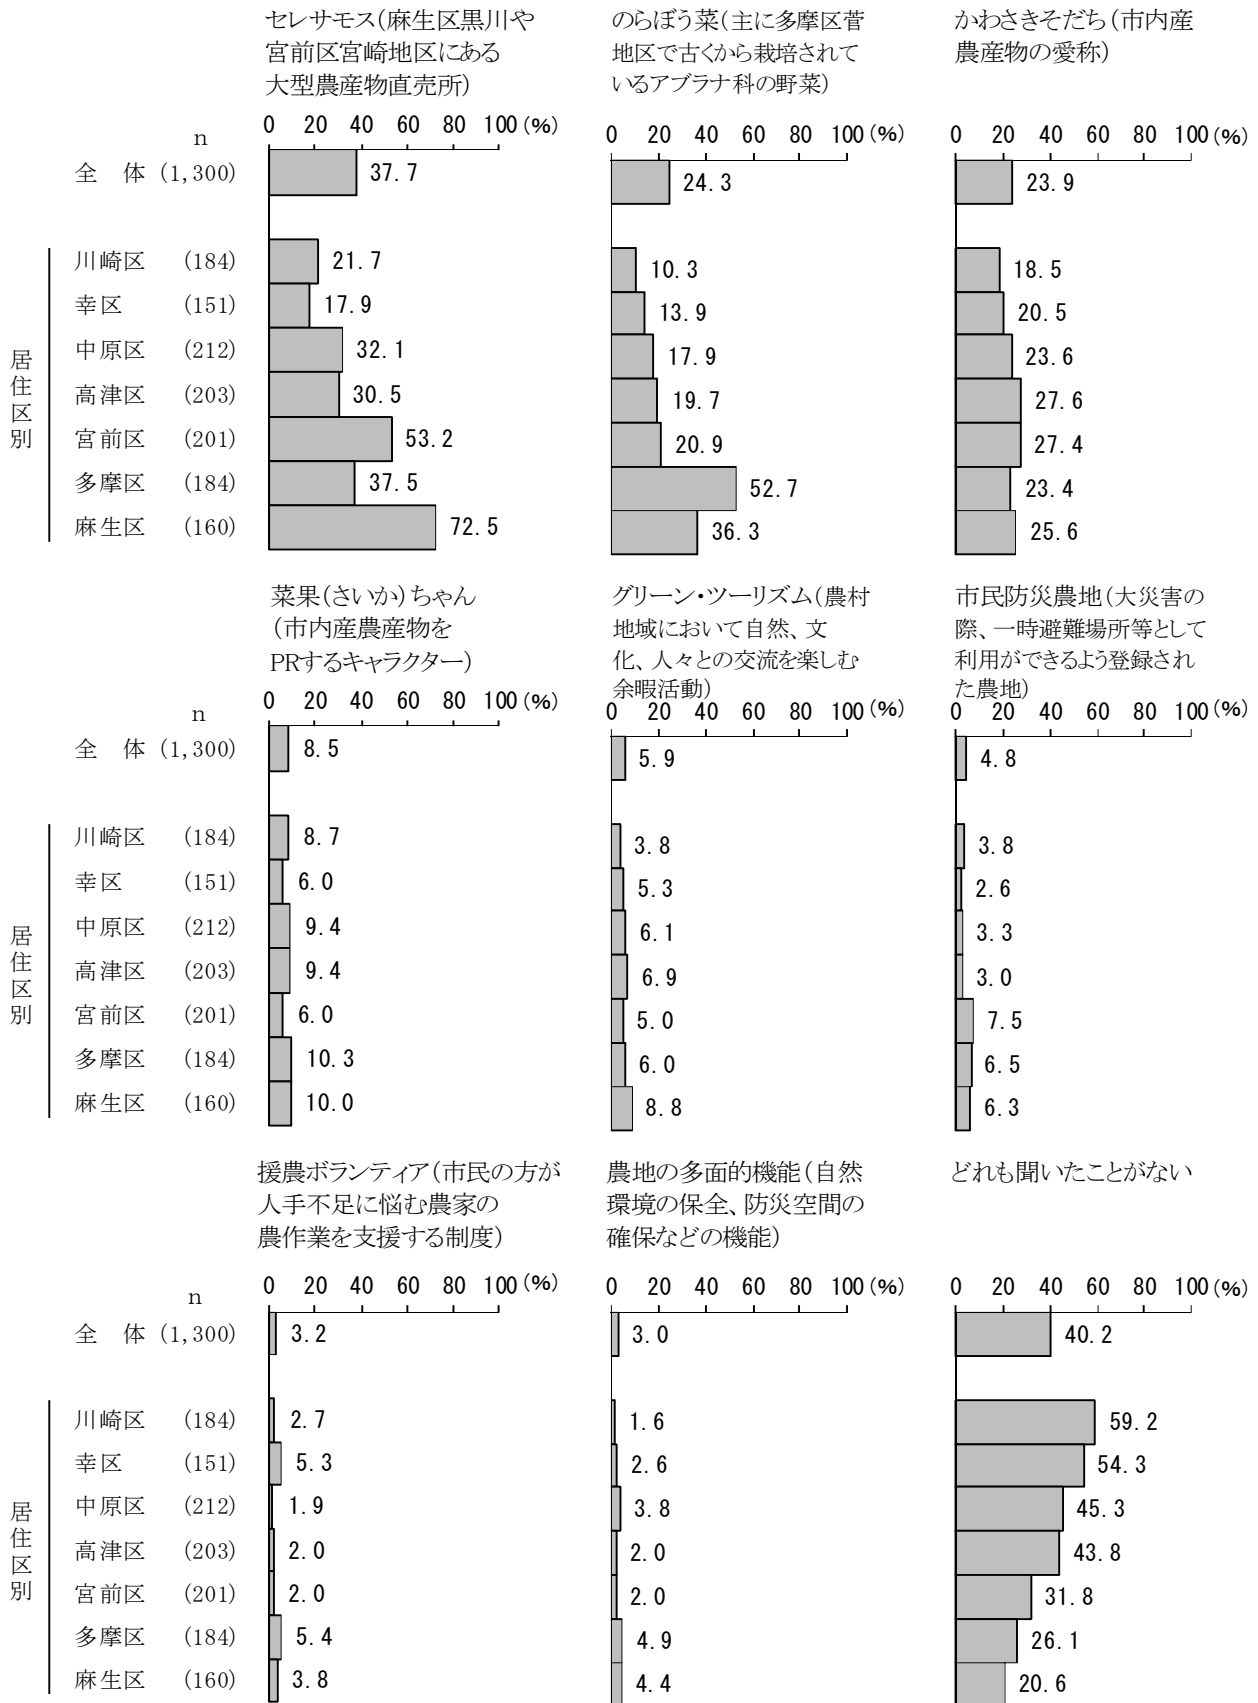 セレサモス（麻生区黒川や
宮前区宮崎地区にある
大型農産物直売所）
のらぼう菜（主に多摩区菅
地区で古くから栽培されて
いるアブラナ科の野菜）
かわさきそだち（市内産
農産物の愛称）
n 0 20 40 60 80 100(%) 0 20 40 60 80 100(%) 0 20 40 60 80 100(%)
全　体 (1,300) 37.7 24.3 23.9
居住区別
川崎区 (184) 21.7 10.3 18.5
幸区 (151) 17.9 13.9 20.5
中原区 (212) 32.1 17.9 23.6
高津区 (203) 30.5 19.7 27.6
宮前区 (201) 53.2 20.9 27.4
多摩区 (184) 37.5 52.7 23.4
麻生区 (160) 72.5 36.3 25.6
菜果（さいか）ちゃん
（市内産農産物を
PRするキャラクター）
グリーン・ツーリズム（農村
地域において自然、文
化、人々との交流を楽しむ
余暇活動）
市民防災農地（大災害の
際、一時避難場所等として
利用ができるよう登録され
た農地）
n 0 20 40 60 80 100(%) 0 20 40 60 80 100(%) 0 20 40 60 80 100(%)
全　体 (1,300) 8.5 5.9 4.8
居住区別
川崎区 (184) 8.7 3.8 3.8
幸区 (151) 6.0 5.3 2.6
中原区 (212) 9.4 6.1 3.3
高津区 (203) 9.4 6.9 3.0
宮前区 (201) 6.0 5.0 7.5
多摩区 (184) 10.3 6.0 6.5
麻生区 (160) 10.0 8.8 6.3
援農ボランティア（市民の方が
人手不足に悩む農家の
農作業を支援する制度）
農地の多面的機能（自然
環境の保全、防災空間の
確保などの機能）
どれも聞いたことがない
n 0 20 40 60 80 100(%) 0 20 40 60 80 100(%) 0 20 40 60 80 100(%)
全　体 (1,300) 3.2 3.0 40.2
居住区別
川崎区 (184) 2.7 1.6 59.2
幸区 (151) 5.3 2.6 54.3
中原区 (212) 1.9 3.8 45.3
高津区 (203) 2.0 2.0 43.8
宮前区 (201) 2.0 2.0 31.8
多摩区 (184) 5.4 4.9 26.1
麻生区 (160) 3.8 4.4 20.6